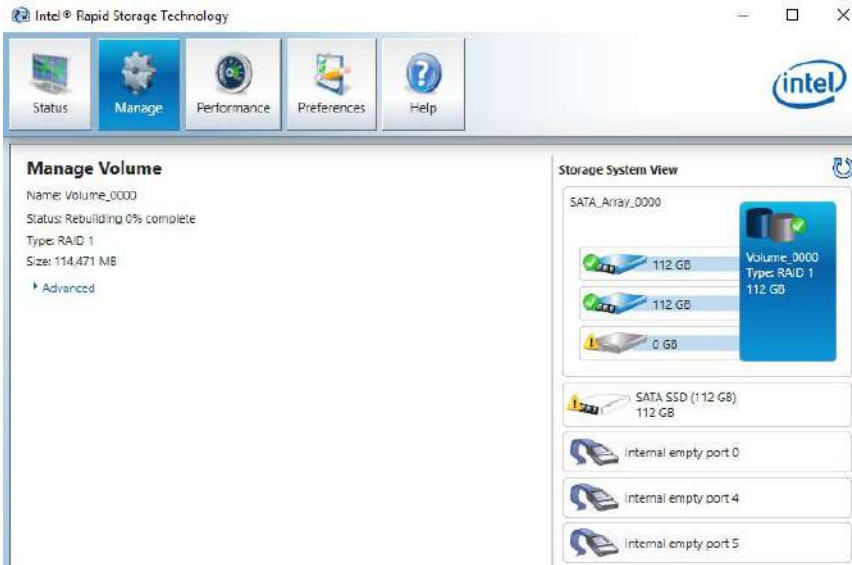 Intel® Rapid Storage Technology
Status
Manage
Performance
Preferences
Help
intel
Manage Volume
Name: Volume_0000
Status: Rebuilding 0% complete
Type: RAID 1
Size: 114,471 MB
Advanced
Storage System View
SATA_Array_0000
112 GB
112 GB
0 GB
Volume_0000
Type: RAID 1
112 GB
SATA SSD (112 GB)
112 GB
Internal empty port 0
Internal empty port 4
Internal empty port 5